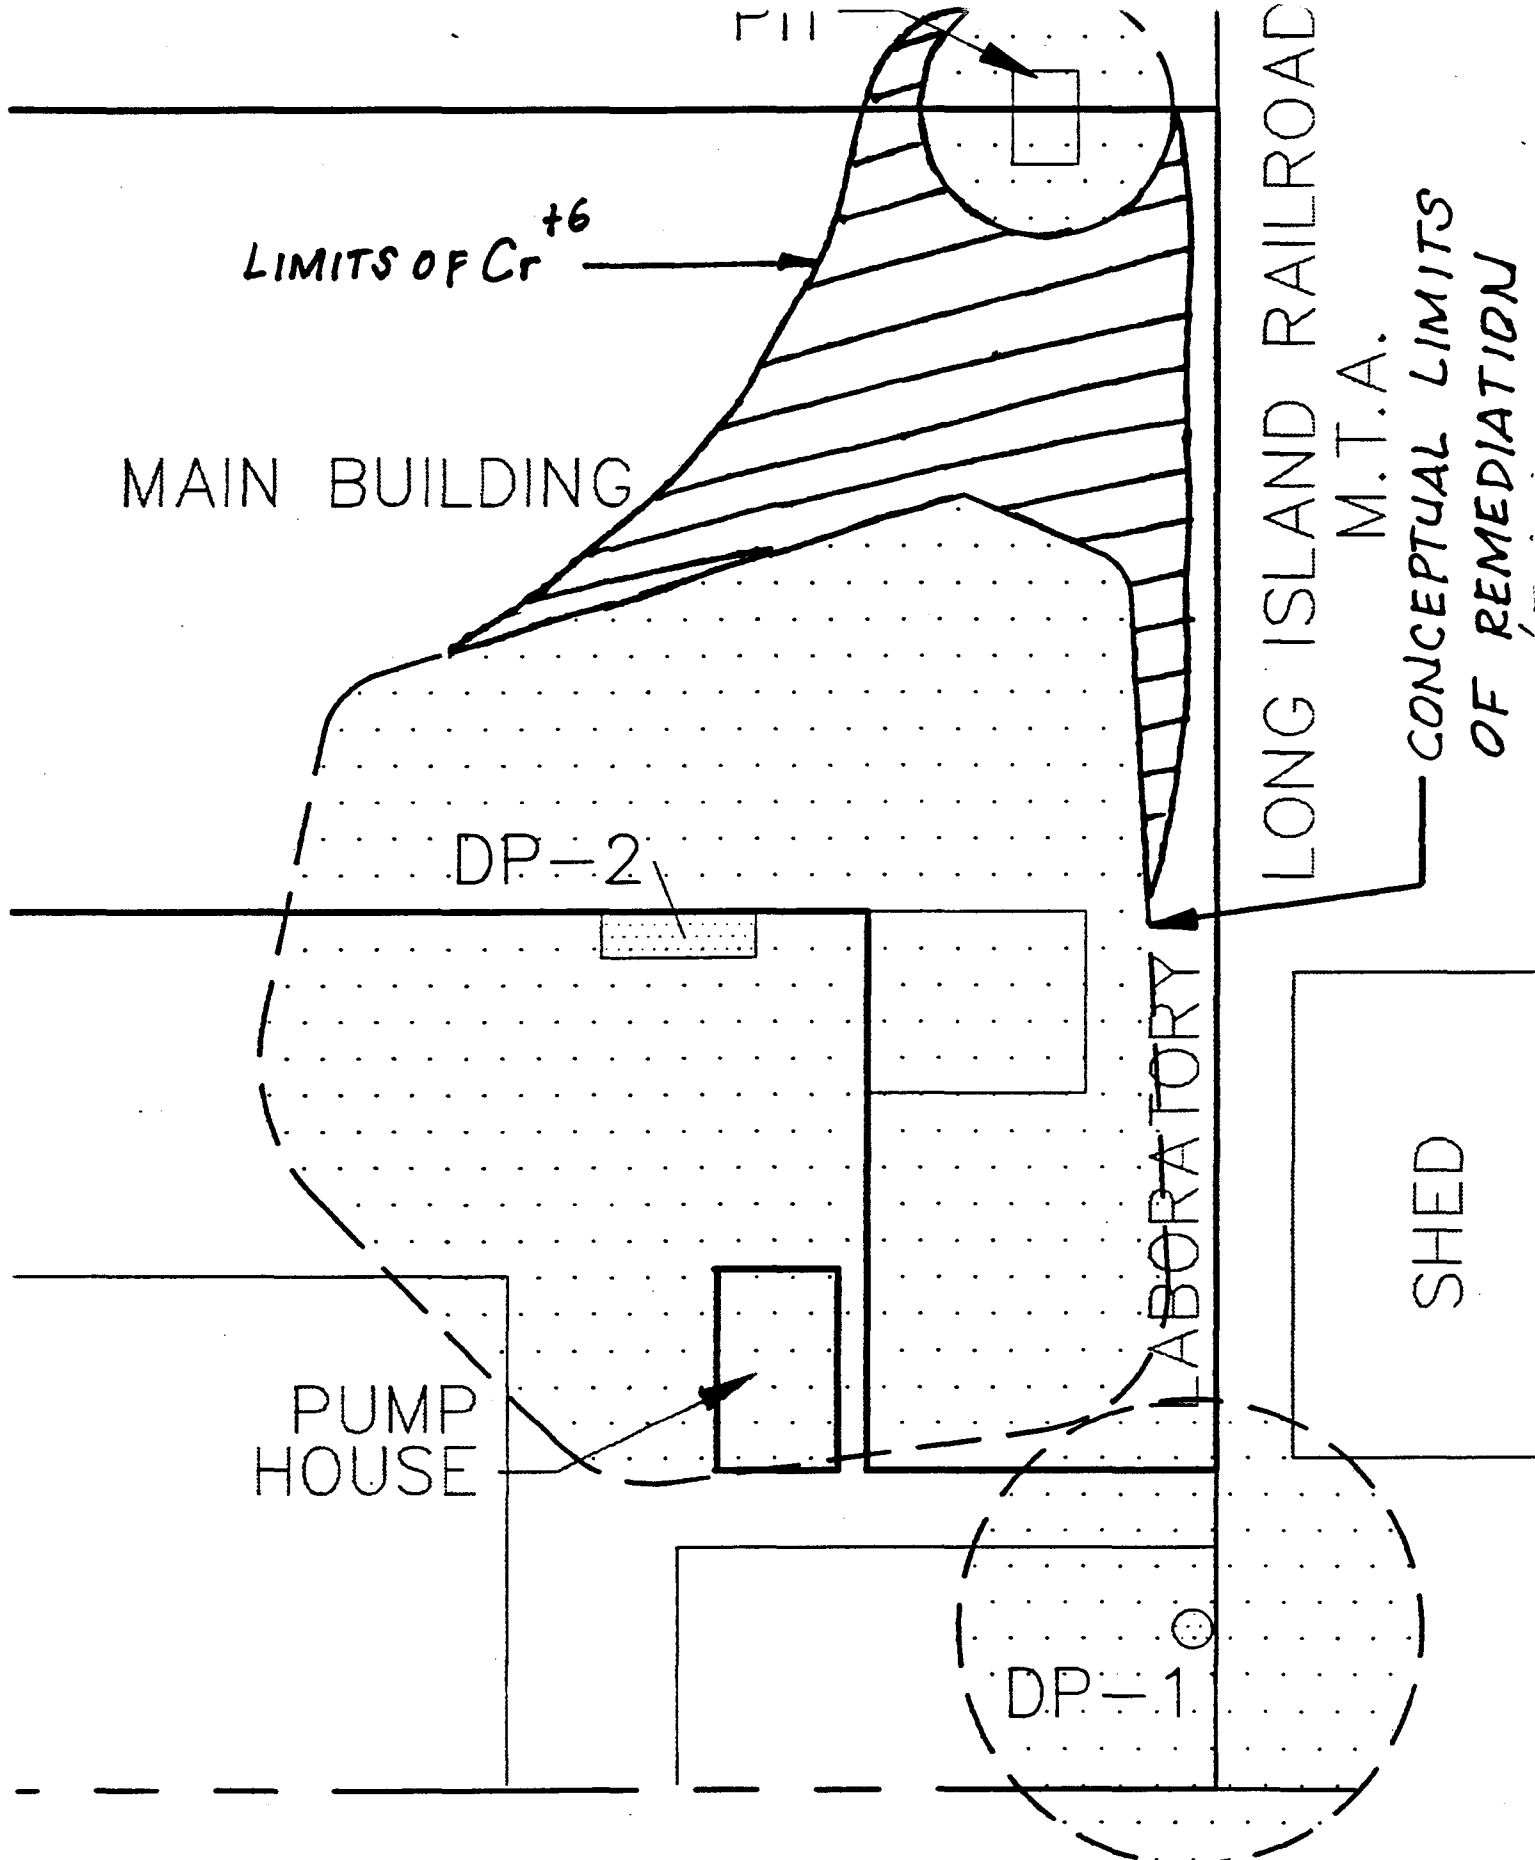 PIT
LIMITS OF Cr+6
MAIN BUILDING
LONG ISLAND RAILROAD
M.T.A.
CONCEPTUAL LIMITS
OF REMEDIATION
DP-2
LABORATORY
SHED
PUMP
HOUSE
DP-1